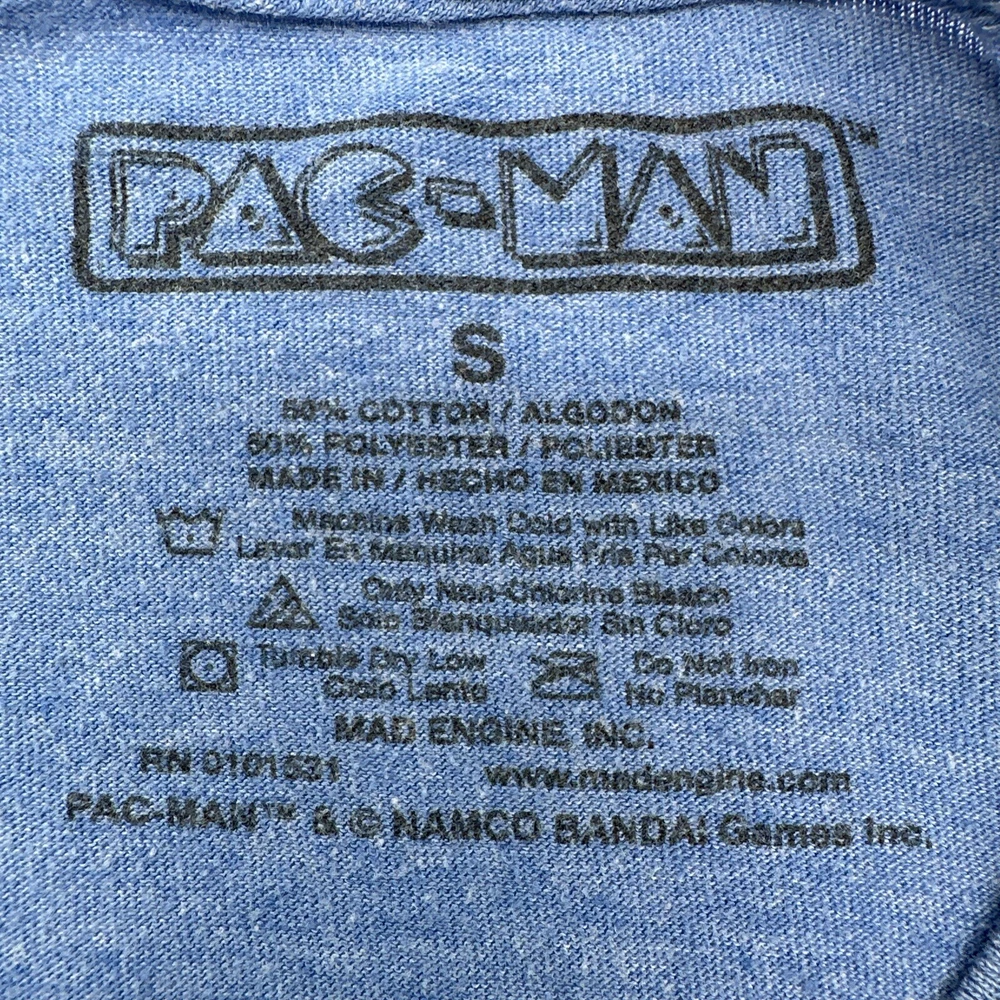 PAC-MAN™
S
50% COTTON / ALGODON
50% POLYESTER / POLIESTER
MADE IN / HECHO EN MEXICO
Machine Wash Cold with Like Colors
Lavar En Maquina Agua Fria Por Colores
Only Non-Chlorine Bleach
Solo Blanqueador Sin Cloro
Tumble Dry Low
Ciclo Lento
Do Not Iron
No Planchar
MAD ENGINE, INC.
RN 0101531 www.madengine.com
PAC-MAN™ & © NAMCO BANDAI Games Inc.